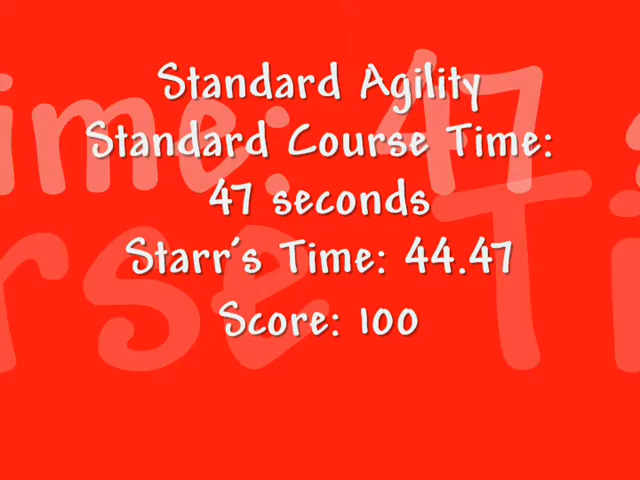 Standard Agility
Standard Course Time:
47 seconds
Starr's Time: 44.47
Score: 100